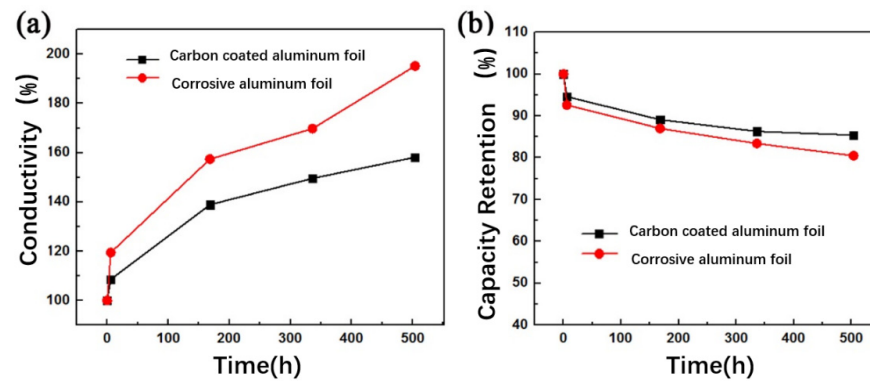 (a)
Conductivity (%)
200
180
160
140
120
100
Carbon coated aluminum foil
Corrosive aluminum foil
0 100 200 300 400 500
Time(h)
(b)
Capacity Retention (%)
110
100
90
80
70
60
50
40
Carbon coated aluminum foil
Corrosive aluminum foil
0 100 200 300 400 500
Time(h)